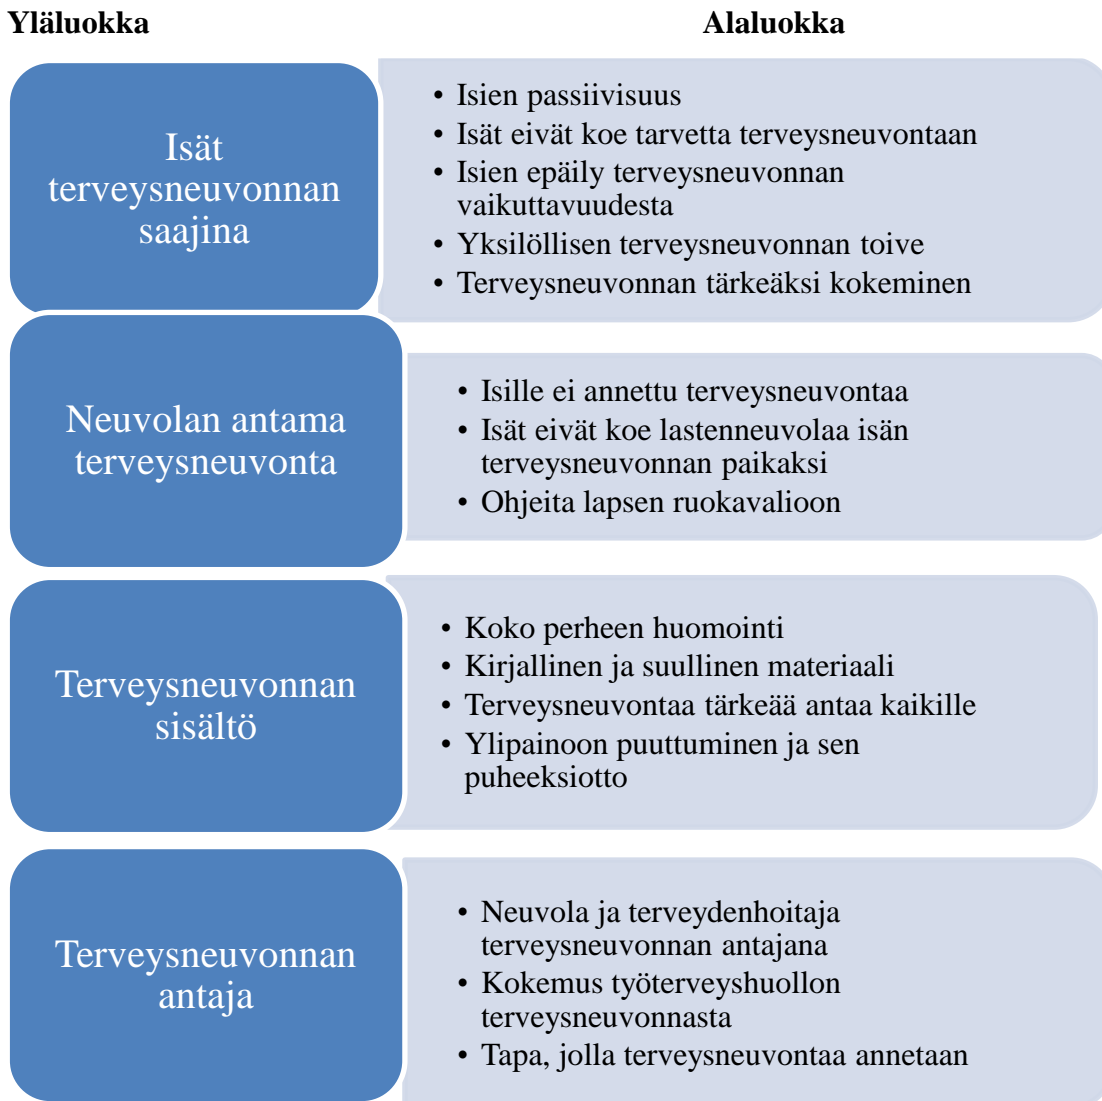 Yläluokka
Alaluokka
Isät
terveysneuvonnan
saajina
• Isien passiivisuus
• Isät eivät koe tarvetta terveysneuvontaan
• Isien epäily terveysneuvonnan
vaikuttavuudesta
• Yksilöllisen terveysneuvonnan toive
• Terveysneuvonnan tärkeäksi kokeminen
Neuvolan antama
terveysneuvonta
• Isille ei annettu terveysneuvontaa
• Isät eivät koe lastenneuvolaa isän
terveysneuvonnan paikaksi
• Ohjeita lapsen ruokavalioon
Terveysneuvonnan
sisältö
• Koko perheen huomointi
• Kirjallinen ja suullinen materiaali
• Terveysneuvontaa tärkeää antaa kaikille
• Ylipainoon puuttuminen ja sen
puheeksiotto
Terveysneuvonnan
antaja
• Neuvola ja terveydenhoitaja
terveysneuvonnan antajana
• Kokemus työterveyshuollon
terveysneuvonnasta
• Tapa, jolla terveysneuvontaa annetaan